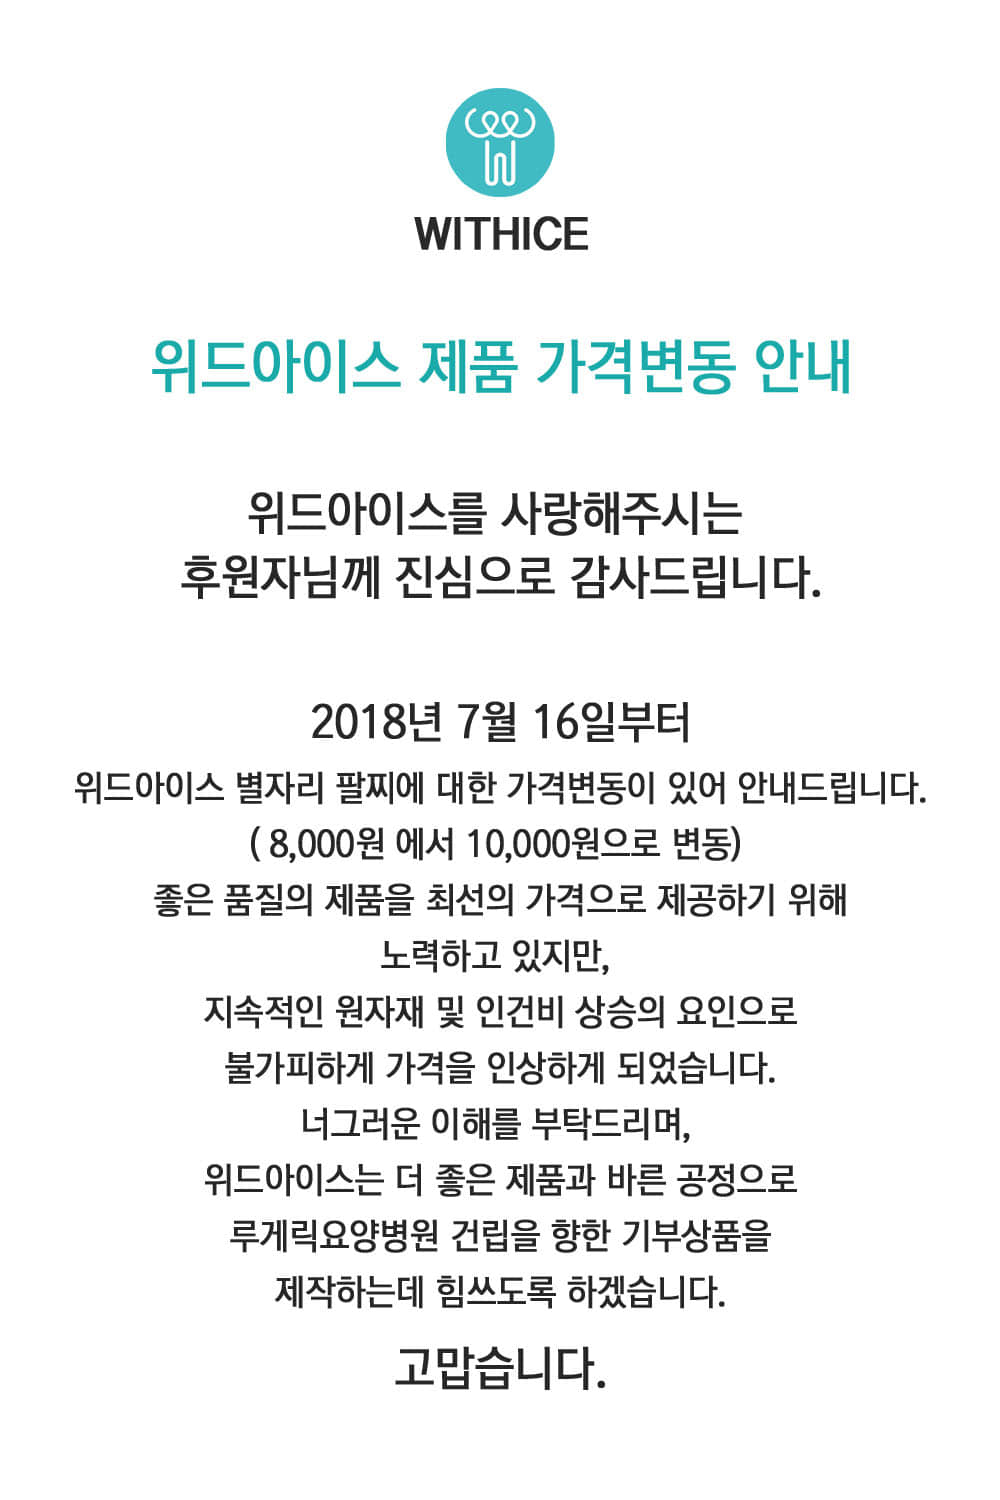 WITHICE
위드아이스 제품 가격변동 안내
위드아이스를 사랑해주시는
후원자님께 진심으로 감사드립니다.
2018년 7월 16일부터
위드아이스 별자리 팔찌에 대한 가격변동이 있어 안내드립니다.
( 8,000원 에서 10,000원으로 변동)
좋은 품질의 제품을 최선의 가격으로 제공하기 위해
노력하고 있지만,
지속적인 원자재 및 인건비 상승의 요인으로
불가피하게 가격을 인상하게 되었습니다.
너그러운 이해를 부탁드리며,
위드아이스는 더 좋은 제품과 바른 공정으로
루게릭요양병원 건립을 향한 기부상품을
제작하는데 힘쓰도록 하겠습니다.
고맙습니다.